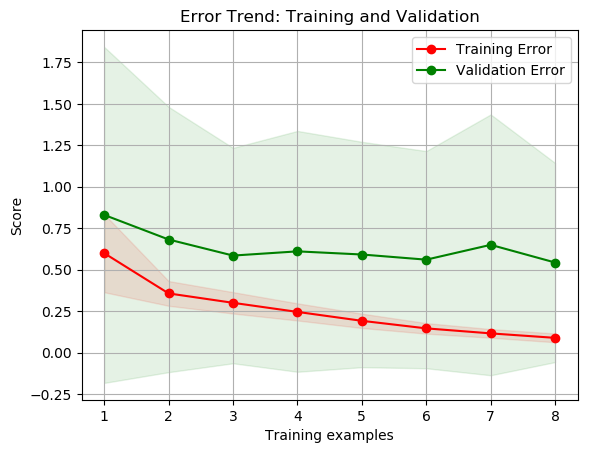 Error Trend: Training and Validation
Training Error
Validation Error
Score
1.75
1.50
1.25
1.00
0.75
0.50
0.25
0.00
−0.25
1 2 3 4 5 6 7 8
Training examples